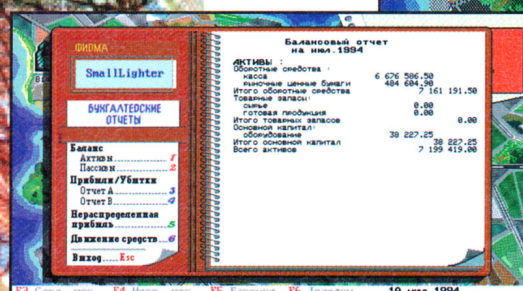 ФИРМА
SmallLighter
БУХГАЛТЕРСКИЕ
ОТЧЕТЫ
Баланс
Активы 1
Пассивы 2
Прибыли/Убытки
Отчет A 3
Отчет B 4
Нераспределенная
прибыль 5
Движение средств 6
Выход Esc
Балансовый отчет
на июл.1994
АКТИВЫ :
Оборотные средства :
касса 6 676 586.50
рыночные ценные бумаги 484 604.90
Итого оборотные средства 7 161 191.50
Товарные запасы:
сырье 0.00
готовая продукция 0.00
Итого товарных запасов 0.00
Основной капитал:
оборудование 38 227.25
Итого основной капитал 38 227.25
Всего активов 7 199 419.00
1994